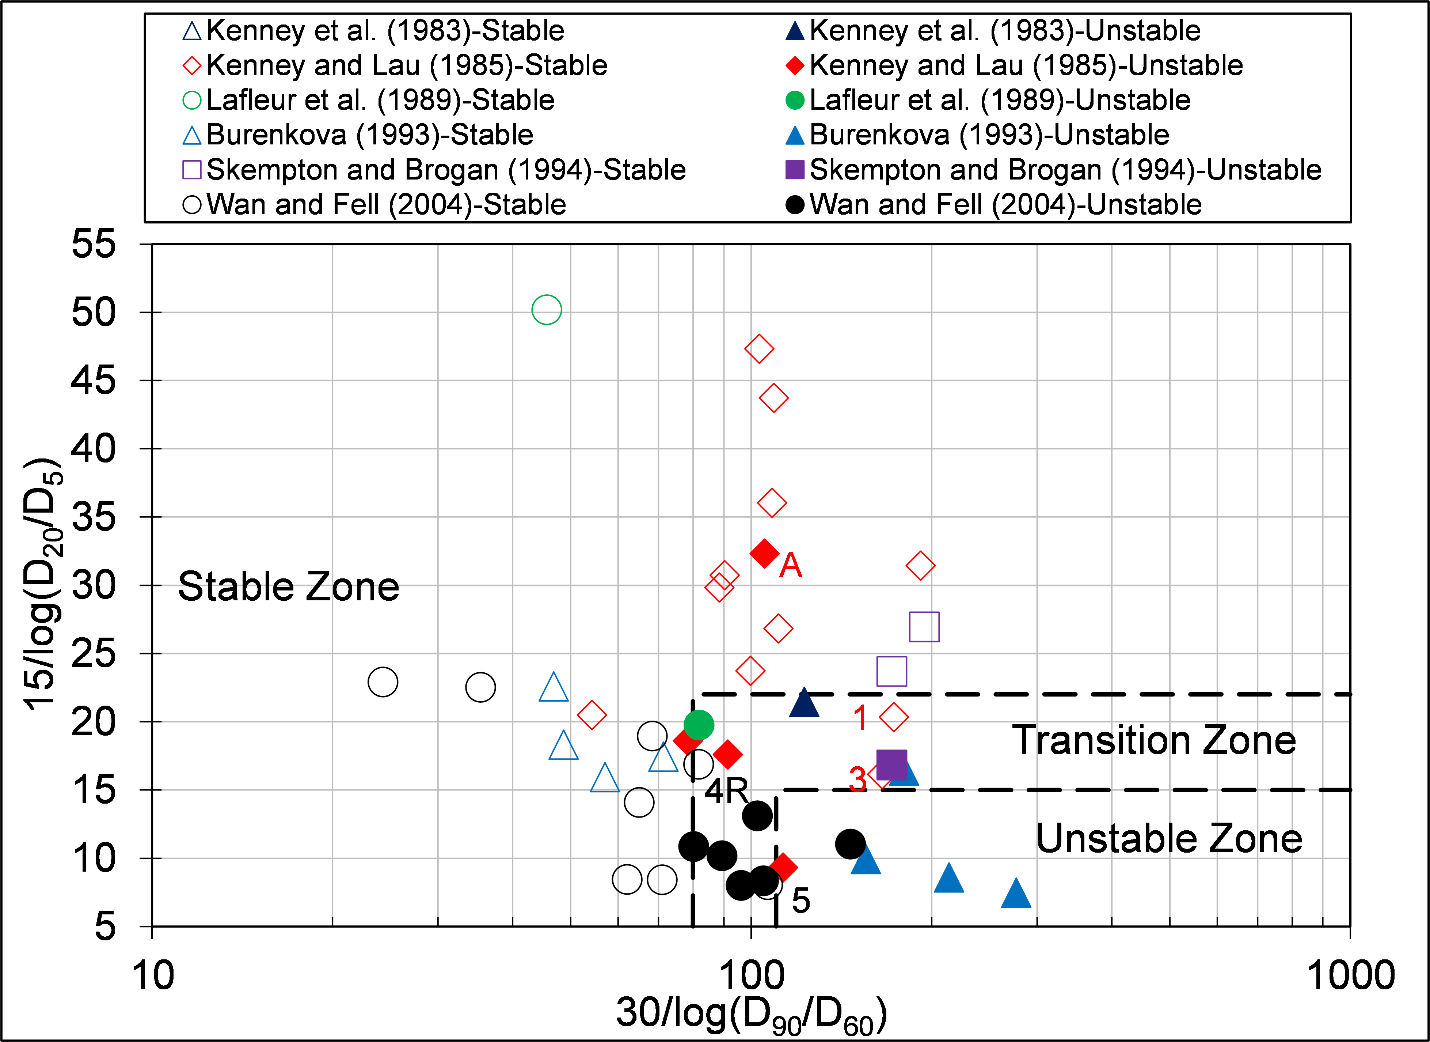 Kenney et al. (1983)-Stable Kenney et al. (1983)-Unstable
Kenney and Lau (1985)-Stable Kenney and Lau (1985)-Unstable
Lafleur et al. (1989)-Stable Lafleur et al. (1989)-Unstable
Burenkova (1993)-Stable Burenkova (1993)-Unstable
Skempton and Brogan (1994)-Stable Skempton and Brogan (1994)-Unstable
Wan and Fell (2004)-Stable Wan and Fell (2004)-Unstable
55
50
45
40
35
30
25
20
15
10
5
15/log(D20/D5)
Stable Zone
A
1
Transition Zone
3
4R
Unstable Zone
5
10 100 1000
30/log(D90/D60)